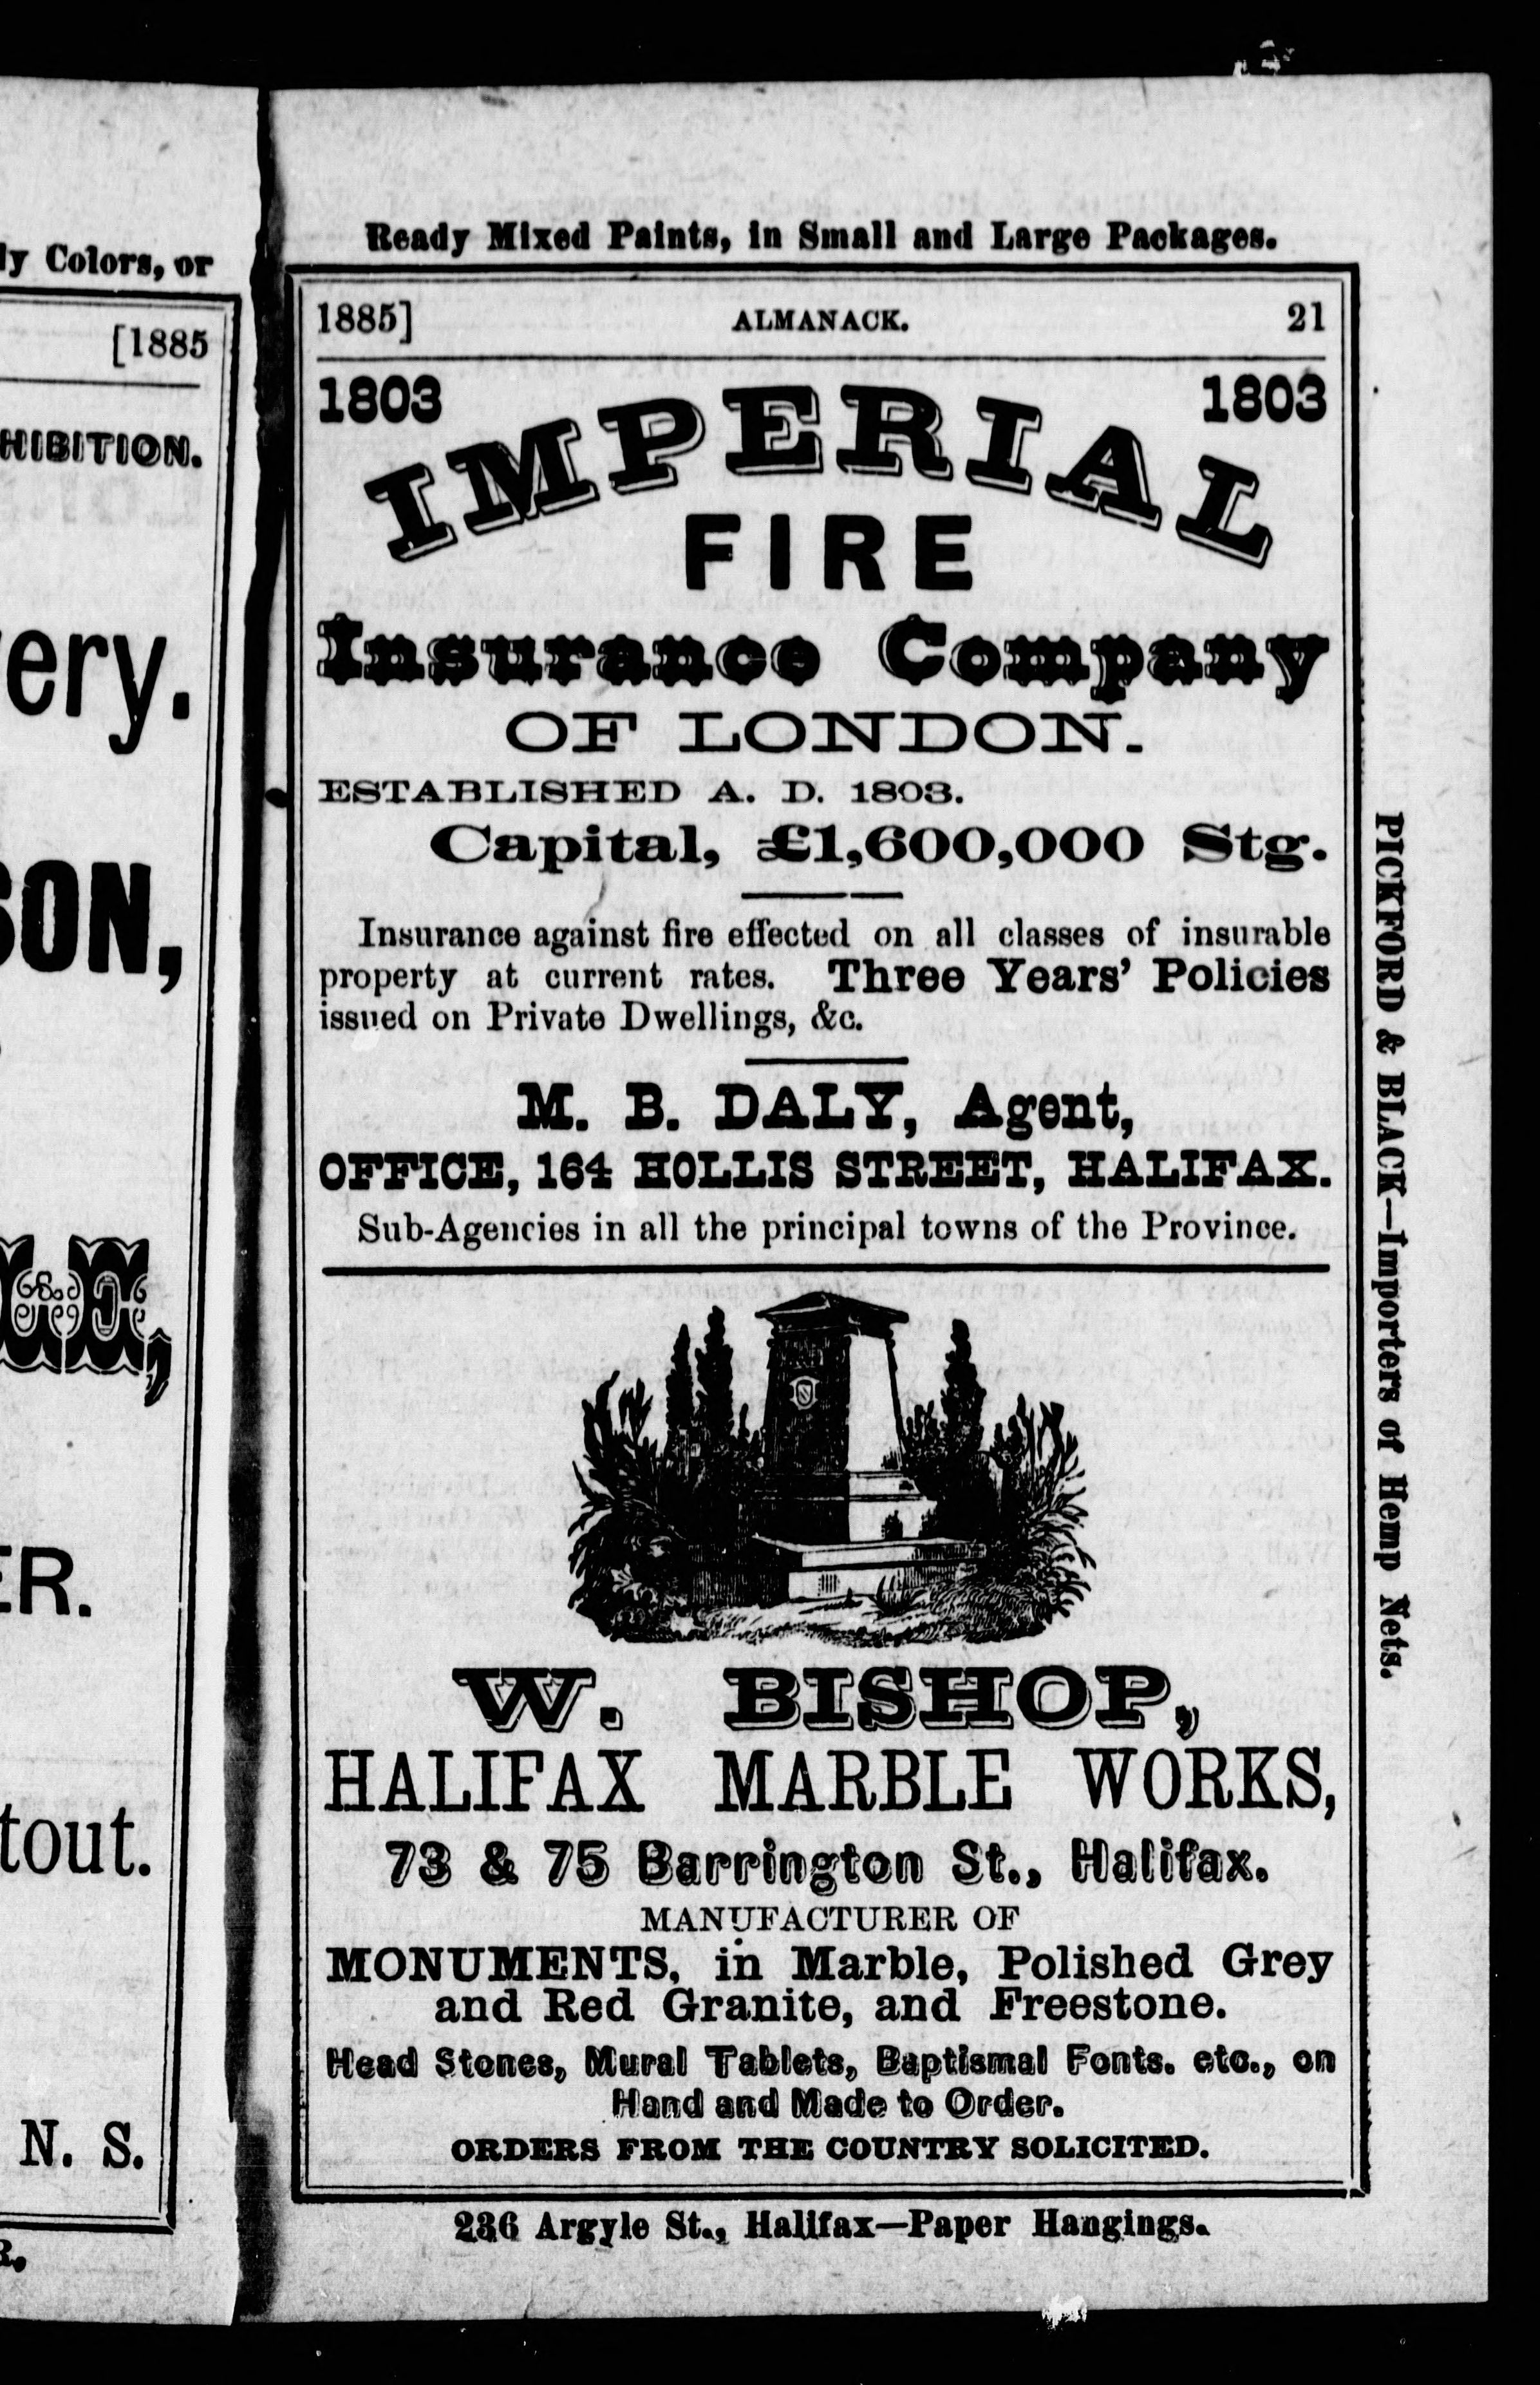 ly Colors, or
[1885
HIBITION.
ery.
SON,
ER.
tout.
N. S.
R.
Ready Mixed Paints, in Small and Large Packages.
1885] ALMANACK. 21
1803 1803
IMPERIAL
FIRE
Insurance Company
OF LONDON.
ESTABLISHED A. D. 1803.
Capital, £1,600,000 Stg.
Insurance against fire effected on all classes of insurable
property at current rates. Three Years' Policies
issued on Private Dwellings, &c.
M. B. DALY, Agent,
OFFICE, 164 HOLLIS STREET, HALIFAX.
Sub-Agencies in all the principal towns of the Province.
W. BISHOP,
HALIFAX MARBLE WORKS,
73 & 75 Barrington St., Halifax.
MANUFACTURER OF
MONUMENTS, in Marble, Polished Grey
and Red Granite, and Freestone.
Head Stones, Mural Tablets, Baptismal Fonts. etc., on
Hand and Made to Order.
ORDERS FROM THE COUNTRY SOLICITED.
236 Argyle St., Halifax—Paper Hangings.
PICKFORD & BLACK—Importers of Hemp Nets.